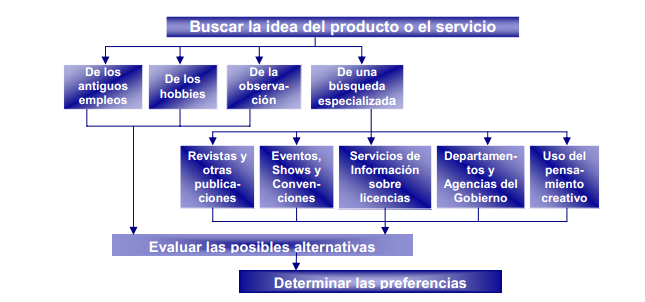 Buscar la idea del producto o el servicio
De los
antiguos
empleos
De los
hobbies
De la
observa-
ción
De una
búsqueda
especializada
Revistas y
otras
publica-
ciones
Eventos,
Shows y
Conven-
ciones
Servicios de
Información
sobre
licencias
Departamen-
tos y
Agencias del
Gobierno
Uso del
pensa-
miento
creativo
Evaluar las posibles alternativas
Determinar las preferencias